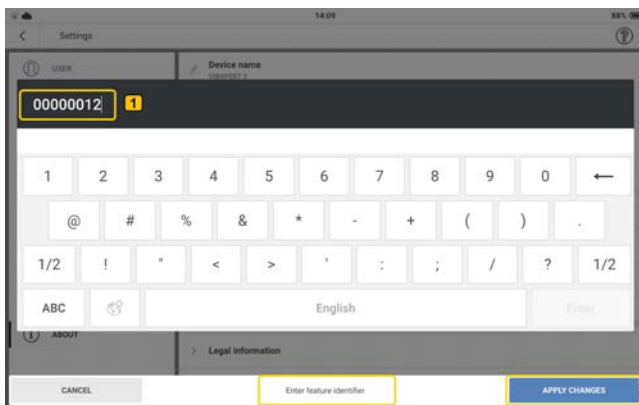 14:09
88%
Settings
USER
Device name
VIBXPERT 3
00000012
1
1 2 3 4 5 6 7 8 9 0 ←
@ # % & * - + ( ) .
1/2 ! " < > ' : ; / ? 1/2
ABC English Enter
ABOUT
Legal information
CANCEL Enter feature identifier APPLY CHANGES